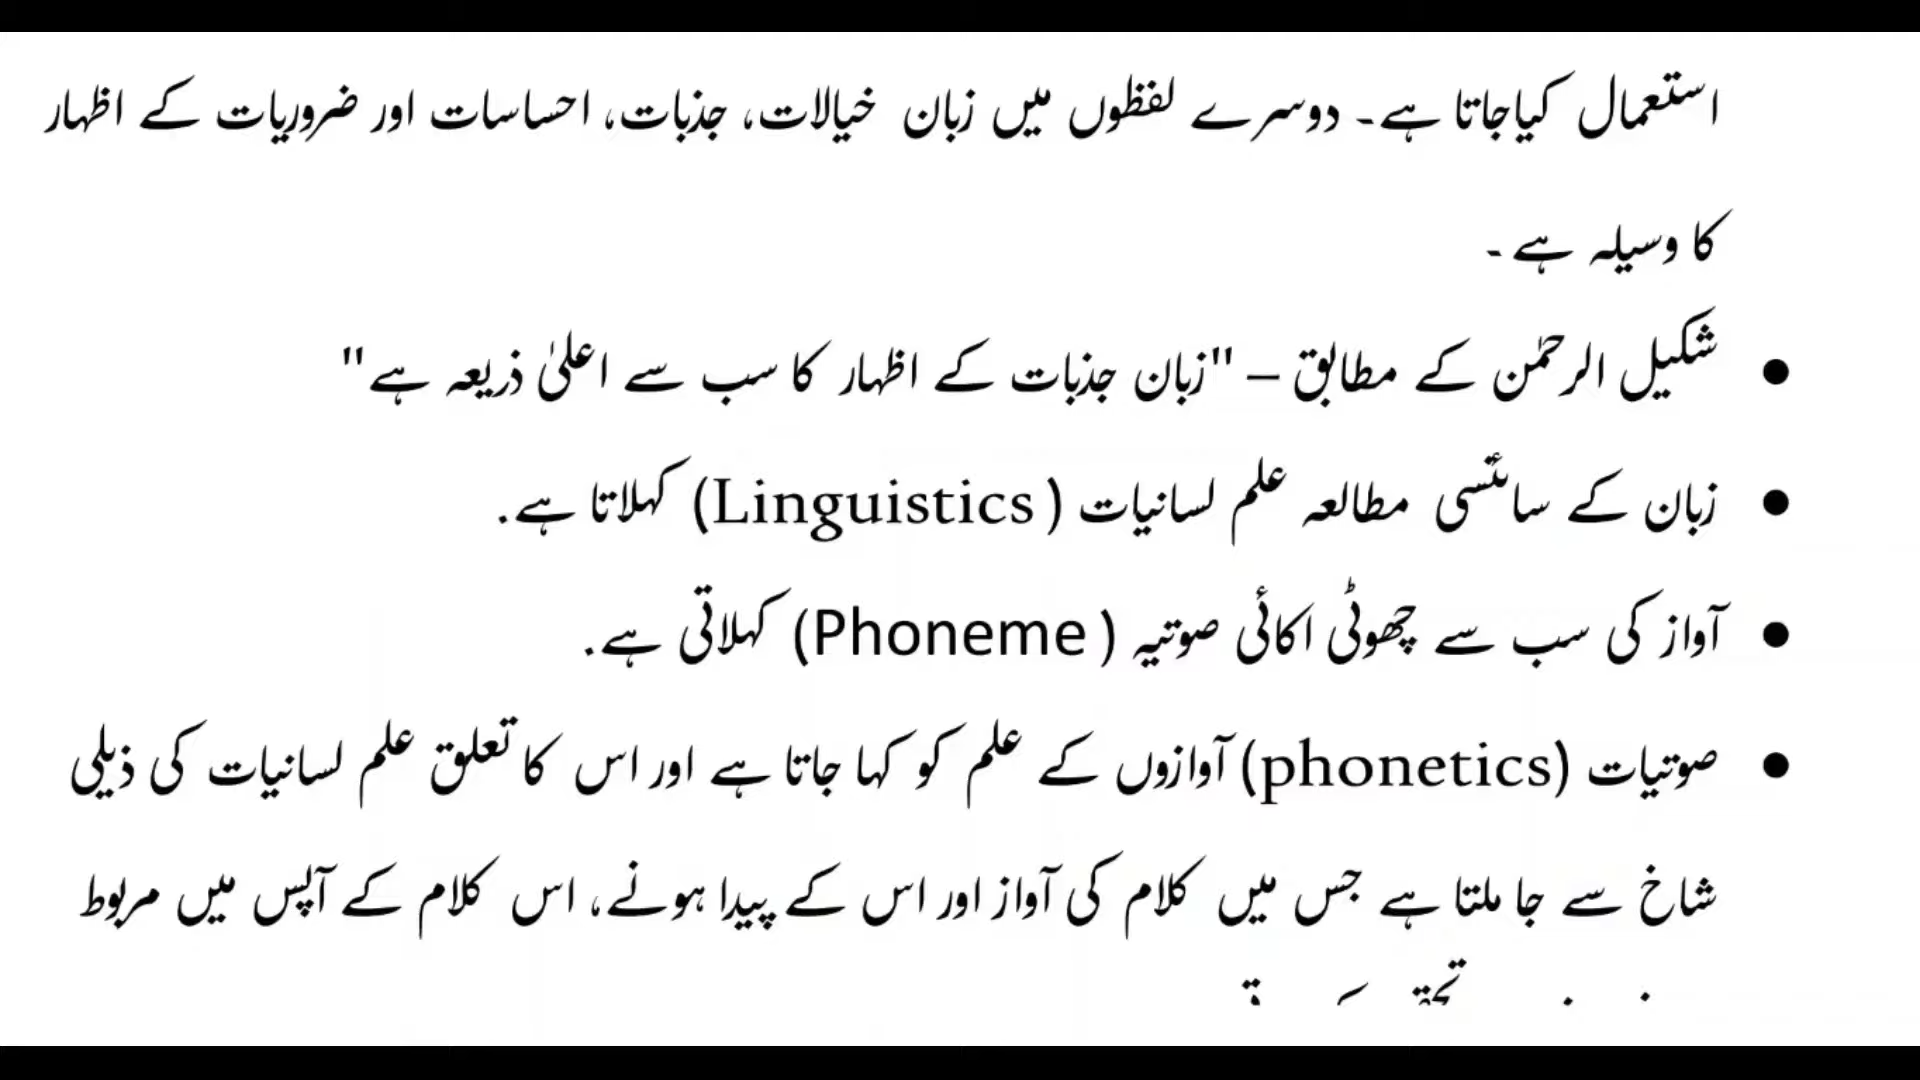 استعمال کیاجاتا ہے۔ دوسرے لفظوں میں زبان خیالات، جذبات، احساسات اور ضروریات کے اظہار
کا وسیلہ ہے ۔
• شکیل الرحمٰن کے مطابق – "زبان جذبات کے اظہار کا سب سے اعلیٰ ذریعہ ہے"
• زبان کے سائنسی مطالعہ علم لسانیات ( Linguistics) کہلاتا ہے.
• آواز کی سب سے چھوٹی اکائی صوتیہ ( Phoneme) کہلاتی ہے.
• صوتیات (phonetics) آوازوں کے علم کو کہا جاتا ہے اور اس کا تعلق علم لسانیات کی ذیلی
شاخ سے جا ملتا ہے جس میں کلام کی آواز اور اس کے پیدا ہونے، اس کلام کے آپس میں مربوط